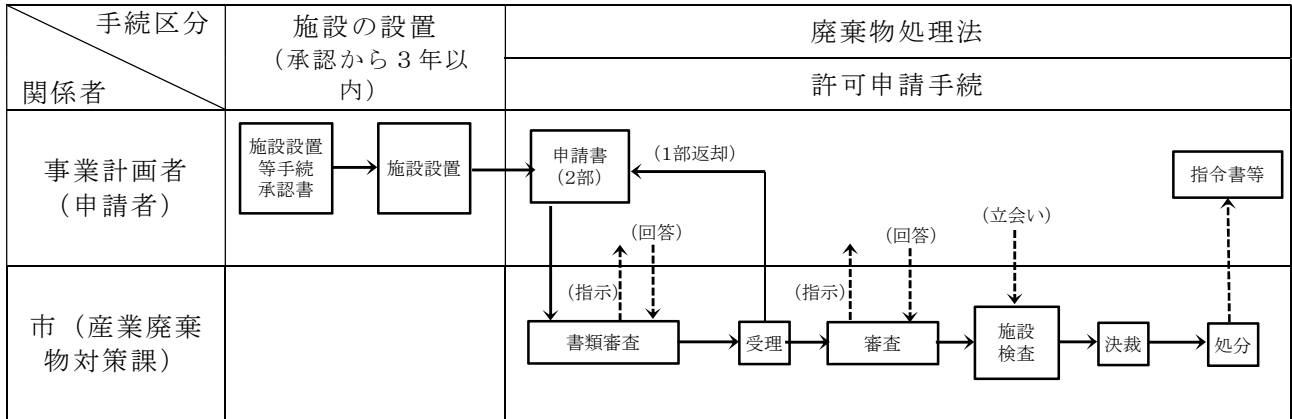 手続区分
関係者
施設の設置
（承認から３年以
内）
廃棄物処理法
許可申請手続
事業計画者
（申請者）
施設設置
等手続
承認書
施設設置
申請書
（2部）
（1部返却）
指令書等
（回答）
（回答）
（立会い）
市（産業廃棄
物対策課）
（指示）
（指示）
書類審査
受理
審査
施設
検査
決裁
処分